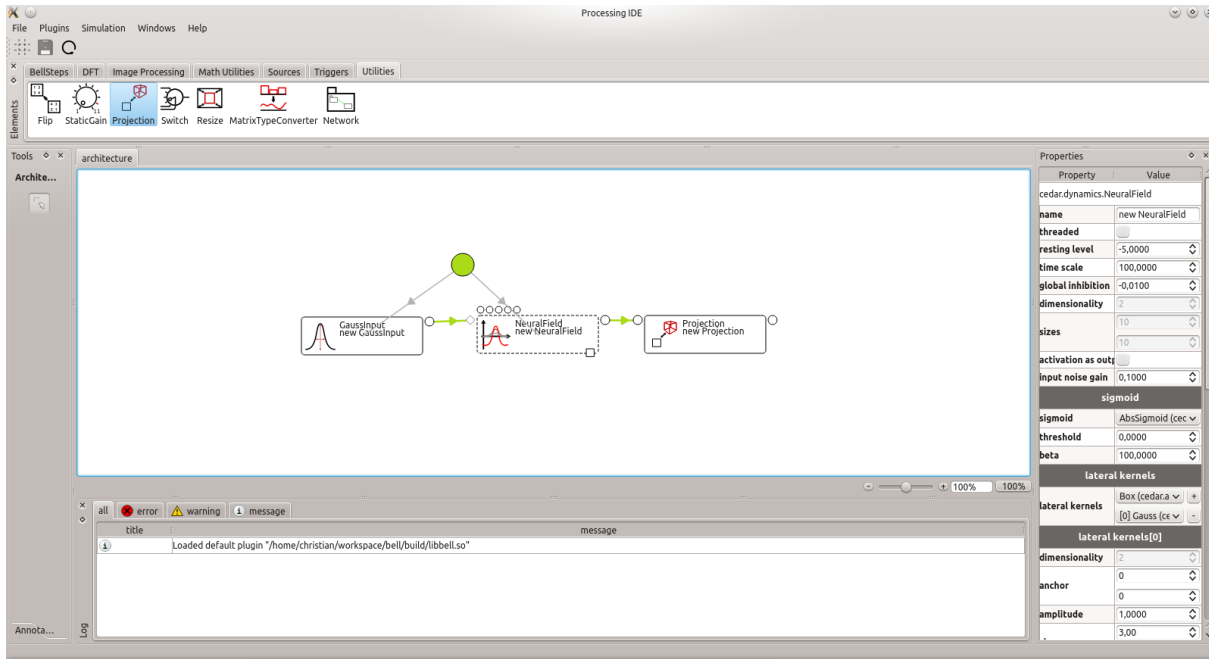 Processing IDE
File Plugins Simulation Windows Help
BellSteps DFT Image Processing Math Utilities Sources Triggers Utilities
Elements
Flip StaticGain Projection Switch Resize MatrixTypeConverter Network
Tools
Archite...
architecture
GaussInput
new GaussInput
NeuralField
new NeuralField
Projection
new Projection
100% 100%
Properties
Property Value
cedar.dynamics.NeuralField
name new NeuralField
threaded
resting level -5,0000
time scale 100,0000
global inhibition -0,0100
dimensionality 2
sizes 10
10
activation as outp
input noise gain 0,1000
sigmoid
sigmoid AbsSigmoid (cec
threshold 0,0000
beta 100,0000
lateral kernels
lateral kernels Box (cedar.a +
[0] Gauss (ce -
lateral kernels[0]
dimensionality 2
anchor 0
0
amplitude 1,0000
3,00
all error warning message
title message
Loaded default plugin "/home/christian/workspace/bell/build/libbell.so"
Log
Annota...